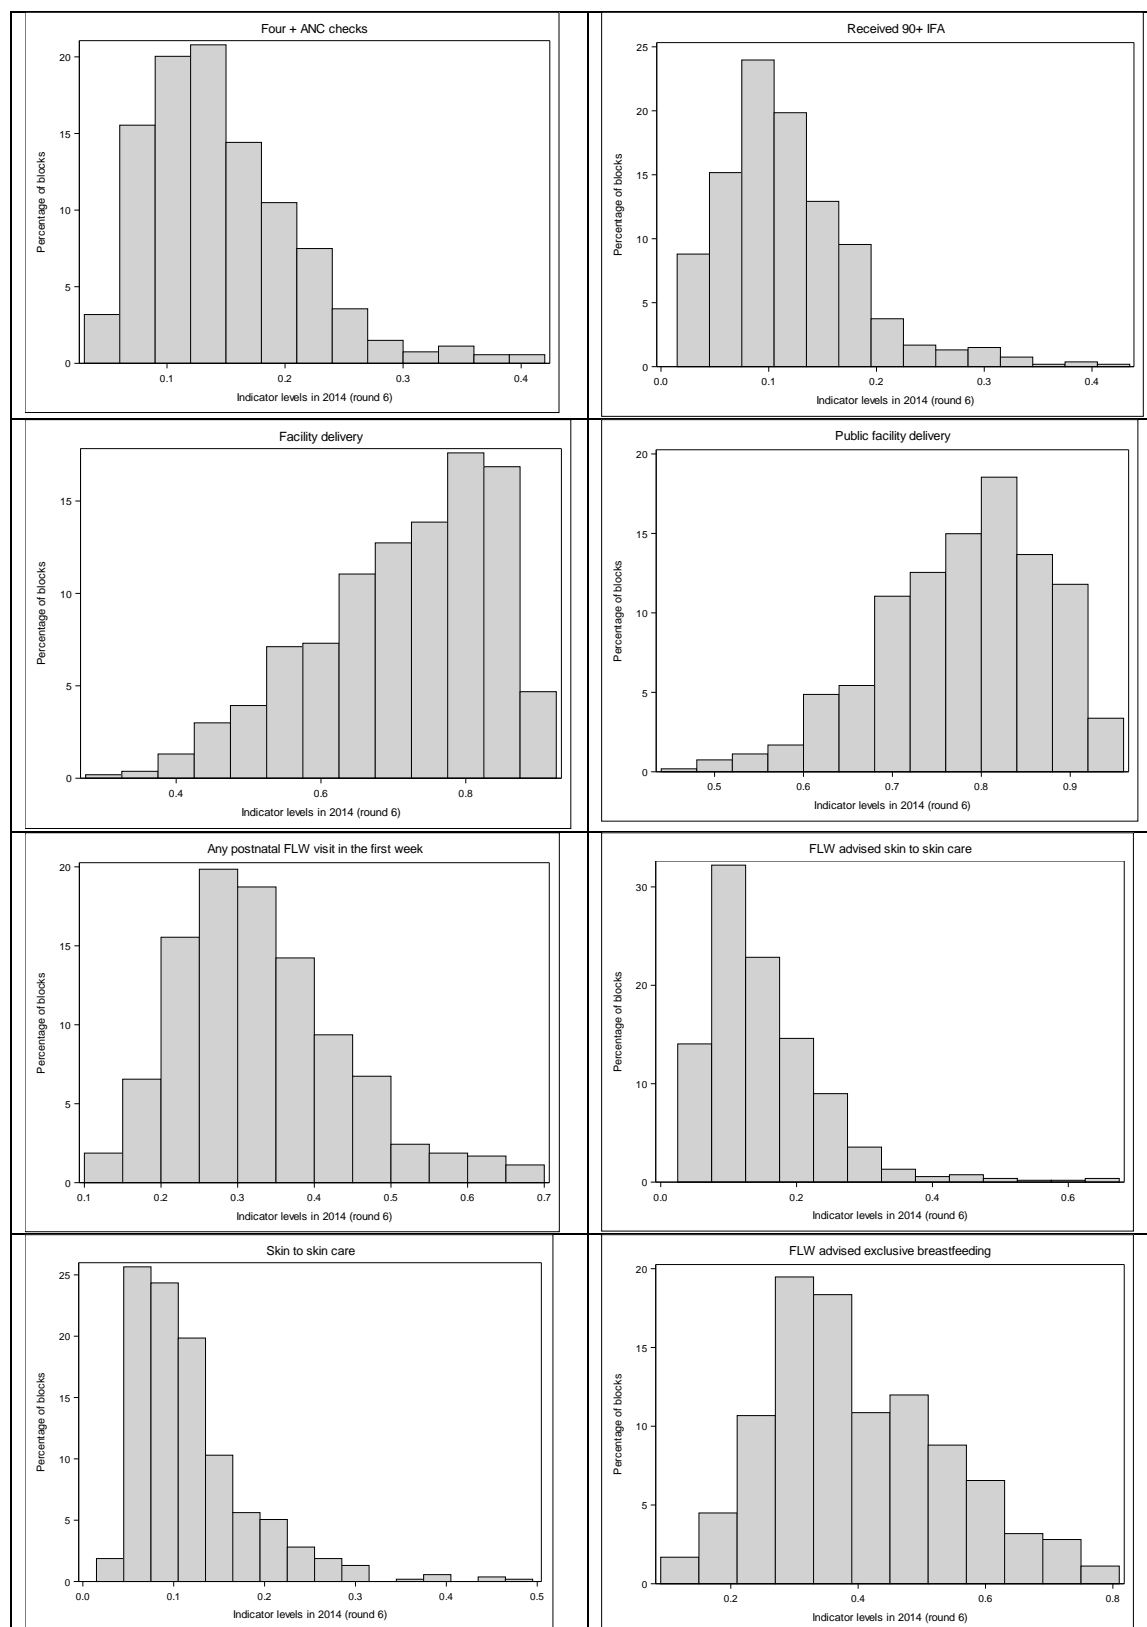 Four + ANC checks
Percentage of blocks
20
15
10
5
0
0.1 0.2 0.3 0.4
Indicator levels in 2014 (round 6)
Received 90+ IFA
Percentage of blocks
25
20
15
10
5
0
0.0 0.1 0.2 0.3 0.4
Indicator levels in 2014 (round 6)
Facility delivery
Percentage of blocks
15
10
5
0
0.4 0.6 0.8
Indicator levels in 2014 (round 6)
Public facility delivery
Percentage of blocks
20
15
10
5
0
0.5 0.6 0.7 0.8 0.9
Indicator levels in 2014 (round 6)
Any postnatal FLW visit in the first week
Percentage of blocks
20
15
10
5
0
0.1 0.2 0.3 0.4 0.5 0.6 0.7
Indicator levels in 2014 (round 6)
FLW advised skin to skin care
Percentage of blocks
30
20
10
0
0.0 0.2 0.4 0.6
Indicator levels in 2014 (round 6)
Skin to skin care
Percentage of blocks
25
20
15
10
5
0
0.0 0.1 0.2 0.3 0.4 0.5
Indicator levels in 2014 (round 6)
FLW advised exclusive breastfeeding
Percentage of blocks
20
15
10
5
0
0.2 0.4 0.6 0.8
Indicator levels in 2014 (round 6)